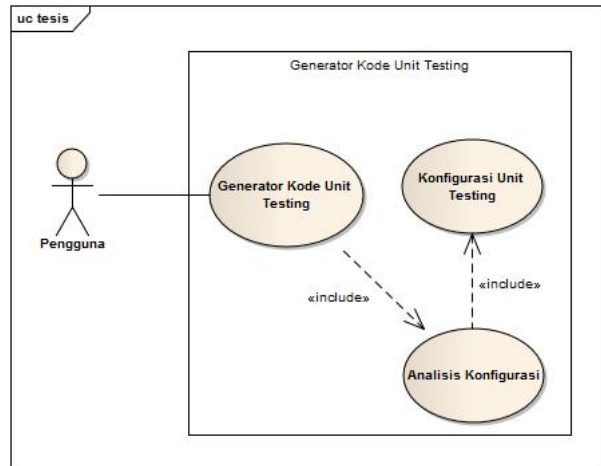 uc tesis
Generator Kode Unit Testing
Generator Kode Unit
Testing
Konfigurasi Unit
Testing
Pengguna
«include»
«include»
Analisis Konfigurasi